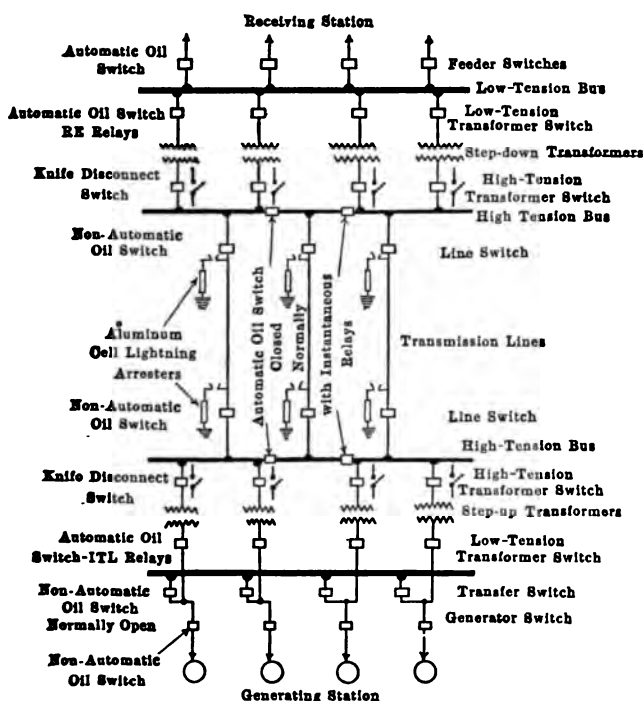 Receiving Station
Automatic Oil
Switch
Feeder Switches
Low-Tension Bus
Automatic Oil Switch
RE Relays
Low-Tension
Transformer Switch
Step-down Transformers
Knife Disconnect
Switch
High-Tension
Transformer Switch
High Tension Bus
Non-Automatic
Oil Switch
Line Switch
Automatic Oil Switch
Closed
Normally
with Instantaneous
Relays
Aluminum
Cell Lightning
Arresters
Transmission Lines
Non-Automatic
Oil Switch
Line Switch
High-Tension Bus
Knife Disconnect
Switch
High-Tension
Transformer Switch
Step-up Transformers
Automatic Oil
Switch-ITL Relays
Low-Tension
Transformer Switch
Non-Automatic
Oil Switch
Normally Open
Transfer Switch
Generator Switch
Non-Automatic
Oil Switch
Generating Station